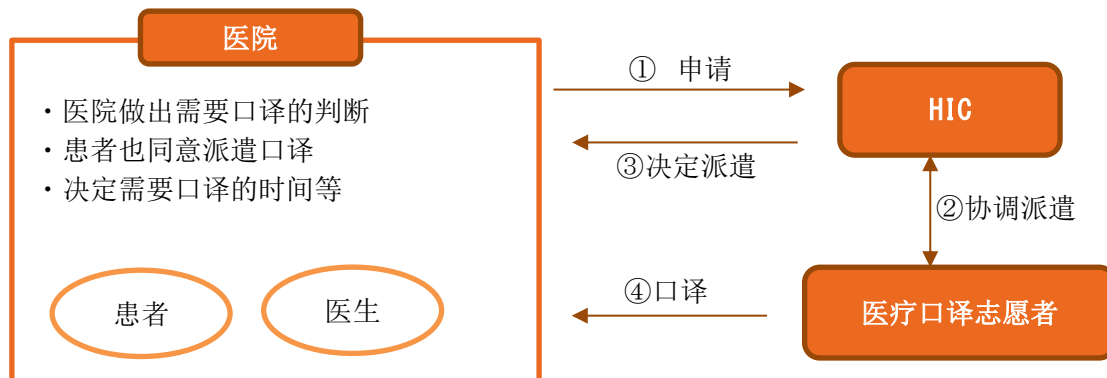 医院
・医院做出需要口译的判断
・患者也同意派遣口译
・决定需要口译的时间等
患者
医生
① 申请
HIC
③决定派遣
②协调派遣
④口译
医疗口译志愿者